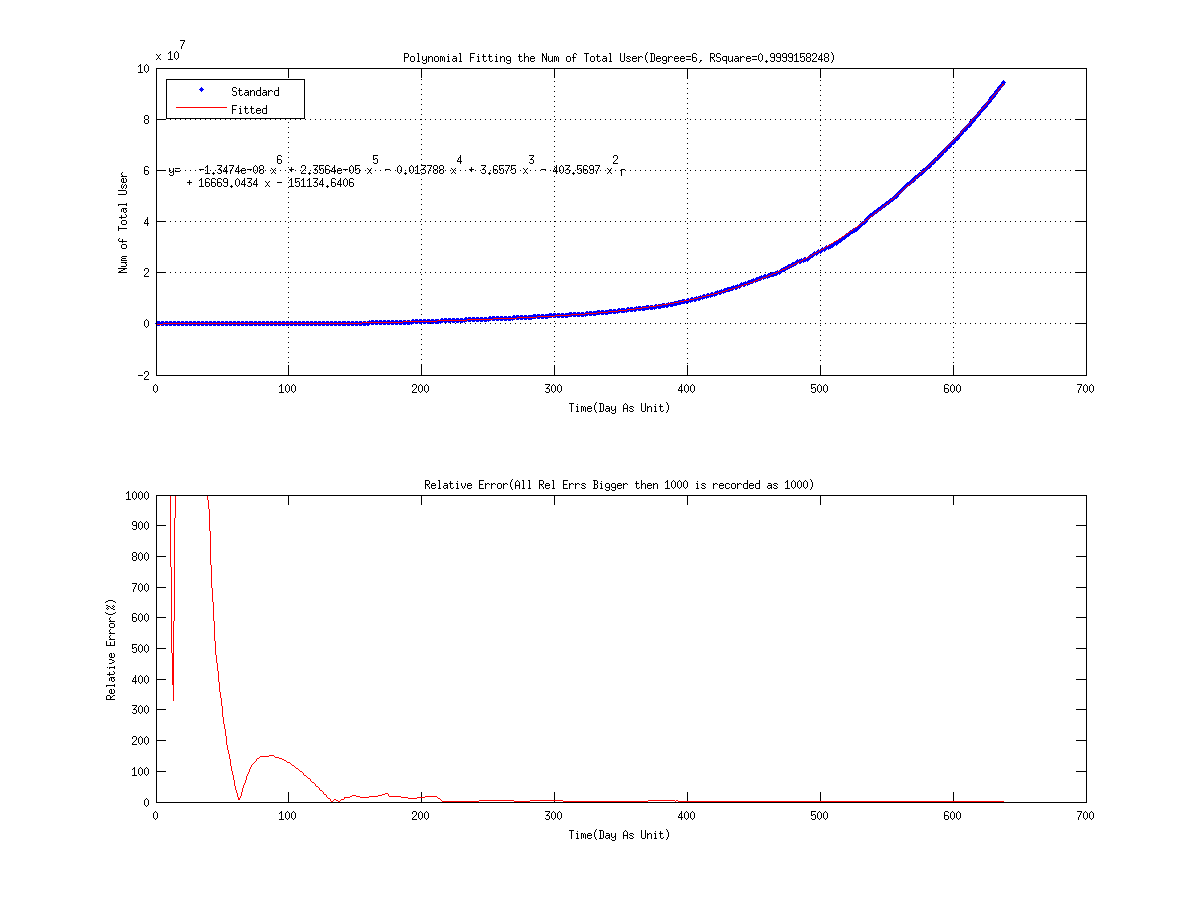 x 10 7
Polynomial Fitting the Num of Total User(Degree=6, RSquare=0.9999158248)
10
8
6
4
2
0
-2
Num of Total User
Standard
Fitted
6 5 4 3 2
y= -1.3474e-08 x + 2.3564e-05 x - 0.013788 x + 3.6575 x - 403.5697 x
+ 16669.0434 x - 151134.6406
0 100 200 300 400 500 600 700
Time(Day As Unit)
Relative Error(All Rel Errs Bigger then 1000 is recorded as 1000)
1000
900
800
700
600
500
400
300
200
100
0
Relative Error(%)
0 100 200 300 400 500 600 700
Time(Day As Unit)